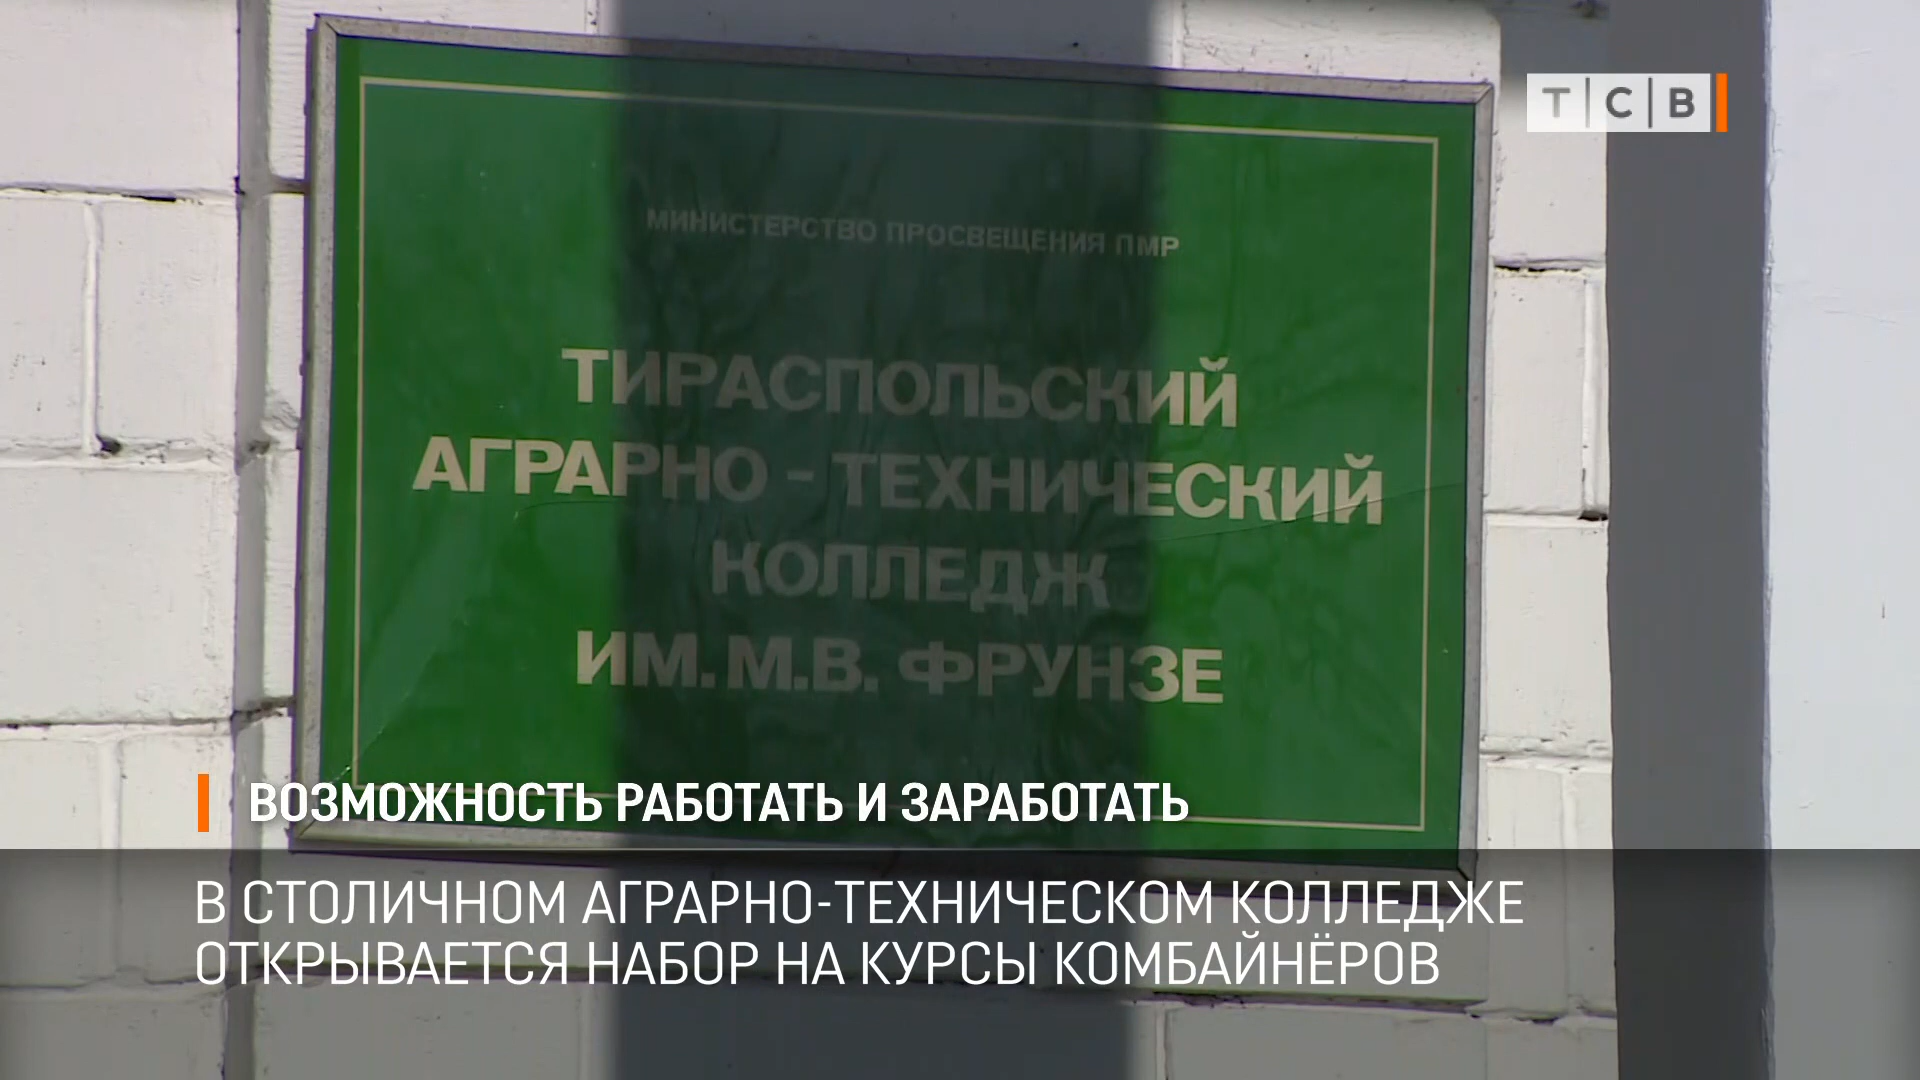 Т С В
МИНИСТЕРСТВО ПРОСВЕЩЕНИЯ ПМР
ТИРАСПОЛЬСКИЙ
АГРАРНО - ТЕХНИЧЕСКИЙ
КОЛЛЕДЖ
ИМ. М.В. ФРУНЗЕ
ВОЗМОЖНОСТЬ РАБОТАТЬ И ЗАРАБОТАТЬ
В СТОЛИЧНОМ АГРАРНО-ТЕХНИЧЕСКОМ КОЛЛЕДЖЕ
ОТКРЫВАЕТСЯ НАБОР НА КУРСЫ КОМБАЙНЁРОВ